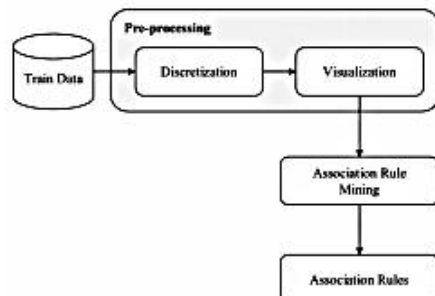 Pre-processing
Train Data
Discretization
Visualization
Association Rule
Mining
Association Rules